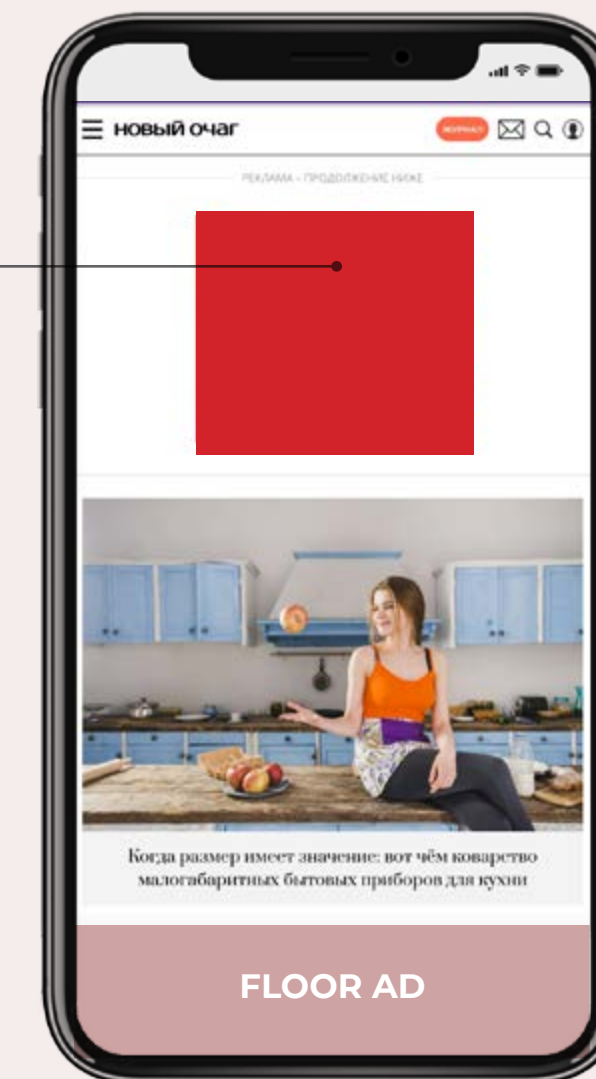 новый очаг
ЖУРНАЛ
РЕКЛАМА – ПРОДОЛЖЕНИЕ НИЖЕ
Когда размер имеет значение: вот чём коварство
малогабаритных бытовых приборов для кухни
FLOOR AD